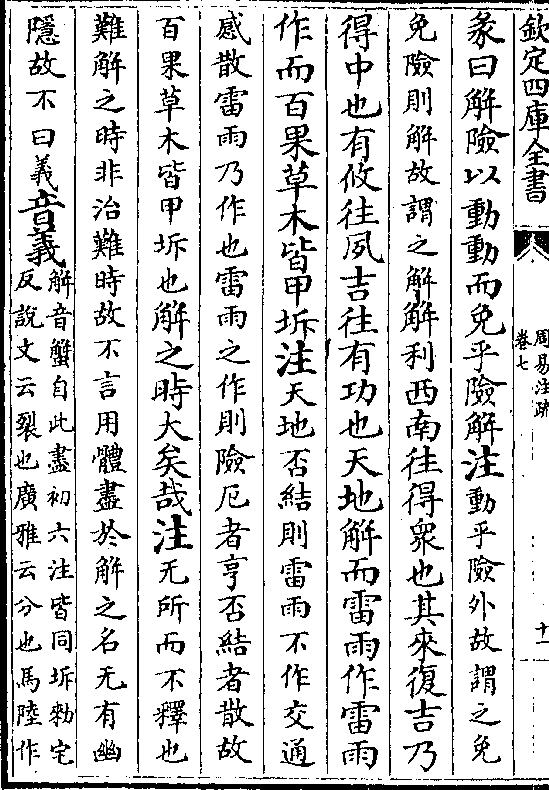 欽定四庫全書
周易注疏
卷七
十一
彖曰解險以動動而免乎險解注動乎險外故謂之免
免險則解故謂之解解利西南往得衆也其來復吉乃
得中也有攸往夙吉往有功也天地解而雷雨作雷雨
作而百果草木皆甲坼注天地否結則雷雨不作交通
感散雷雨乃作也雷雨之作則險厄者亨否結者散故
百果草木皆甲坼也解之時大矣哉注无所而不釋也
難解之時非治難時故不言用體盡於解之名无有幽
隱故不曰義音義解音蟹自此盡初六注皆同坼勑宅
反說文云裂也廣雅云分也馬陸作